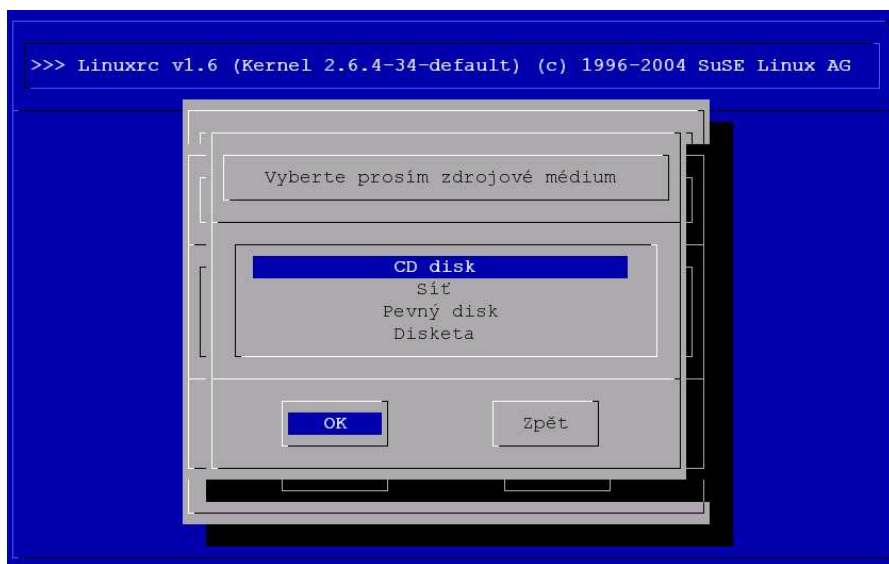 >>> Linuxrc v1.6 (Kernel 2.6.4-34-default) (c) 1996-2004 SuSE Linux AG
Vyberte prosím zdrojové médium
CD disk
Síť
Pevný disk
Disketa
OK
Zpět